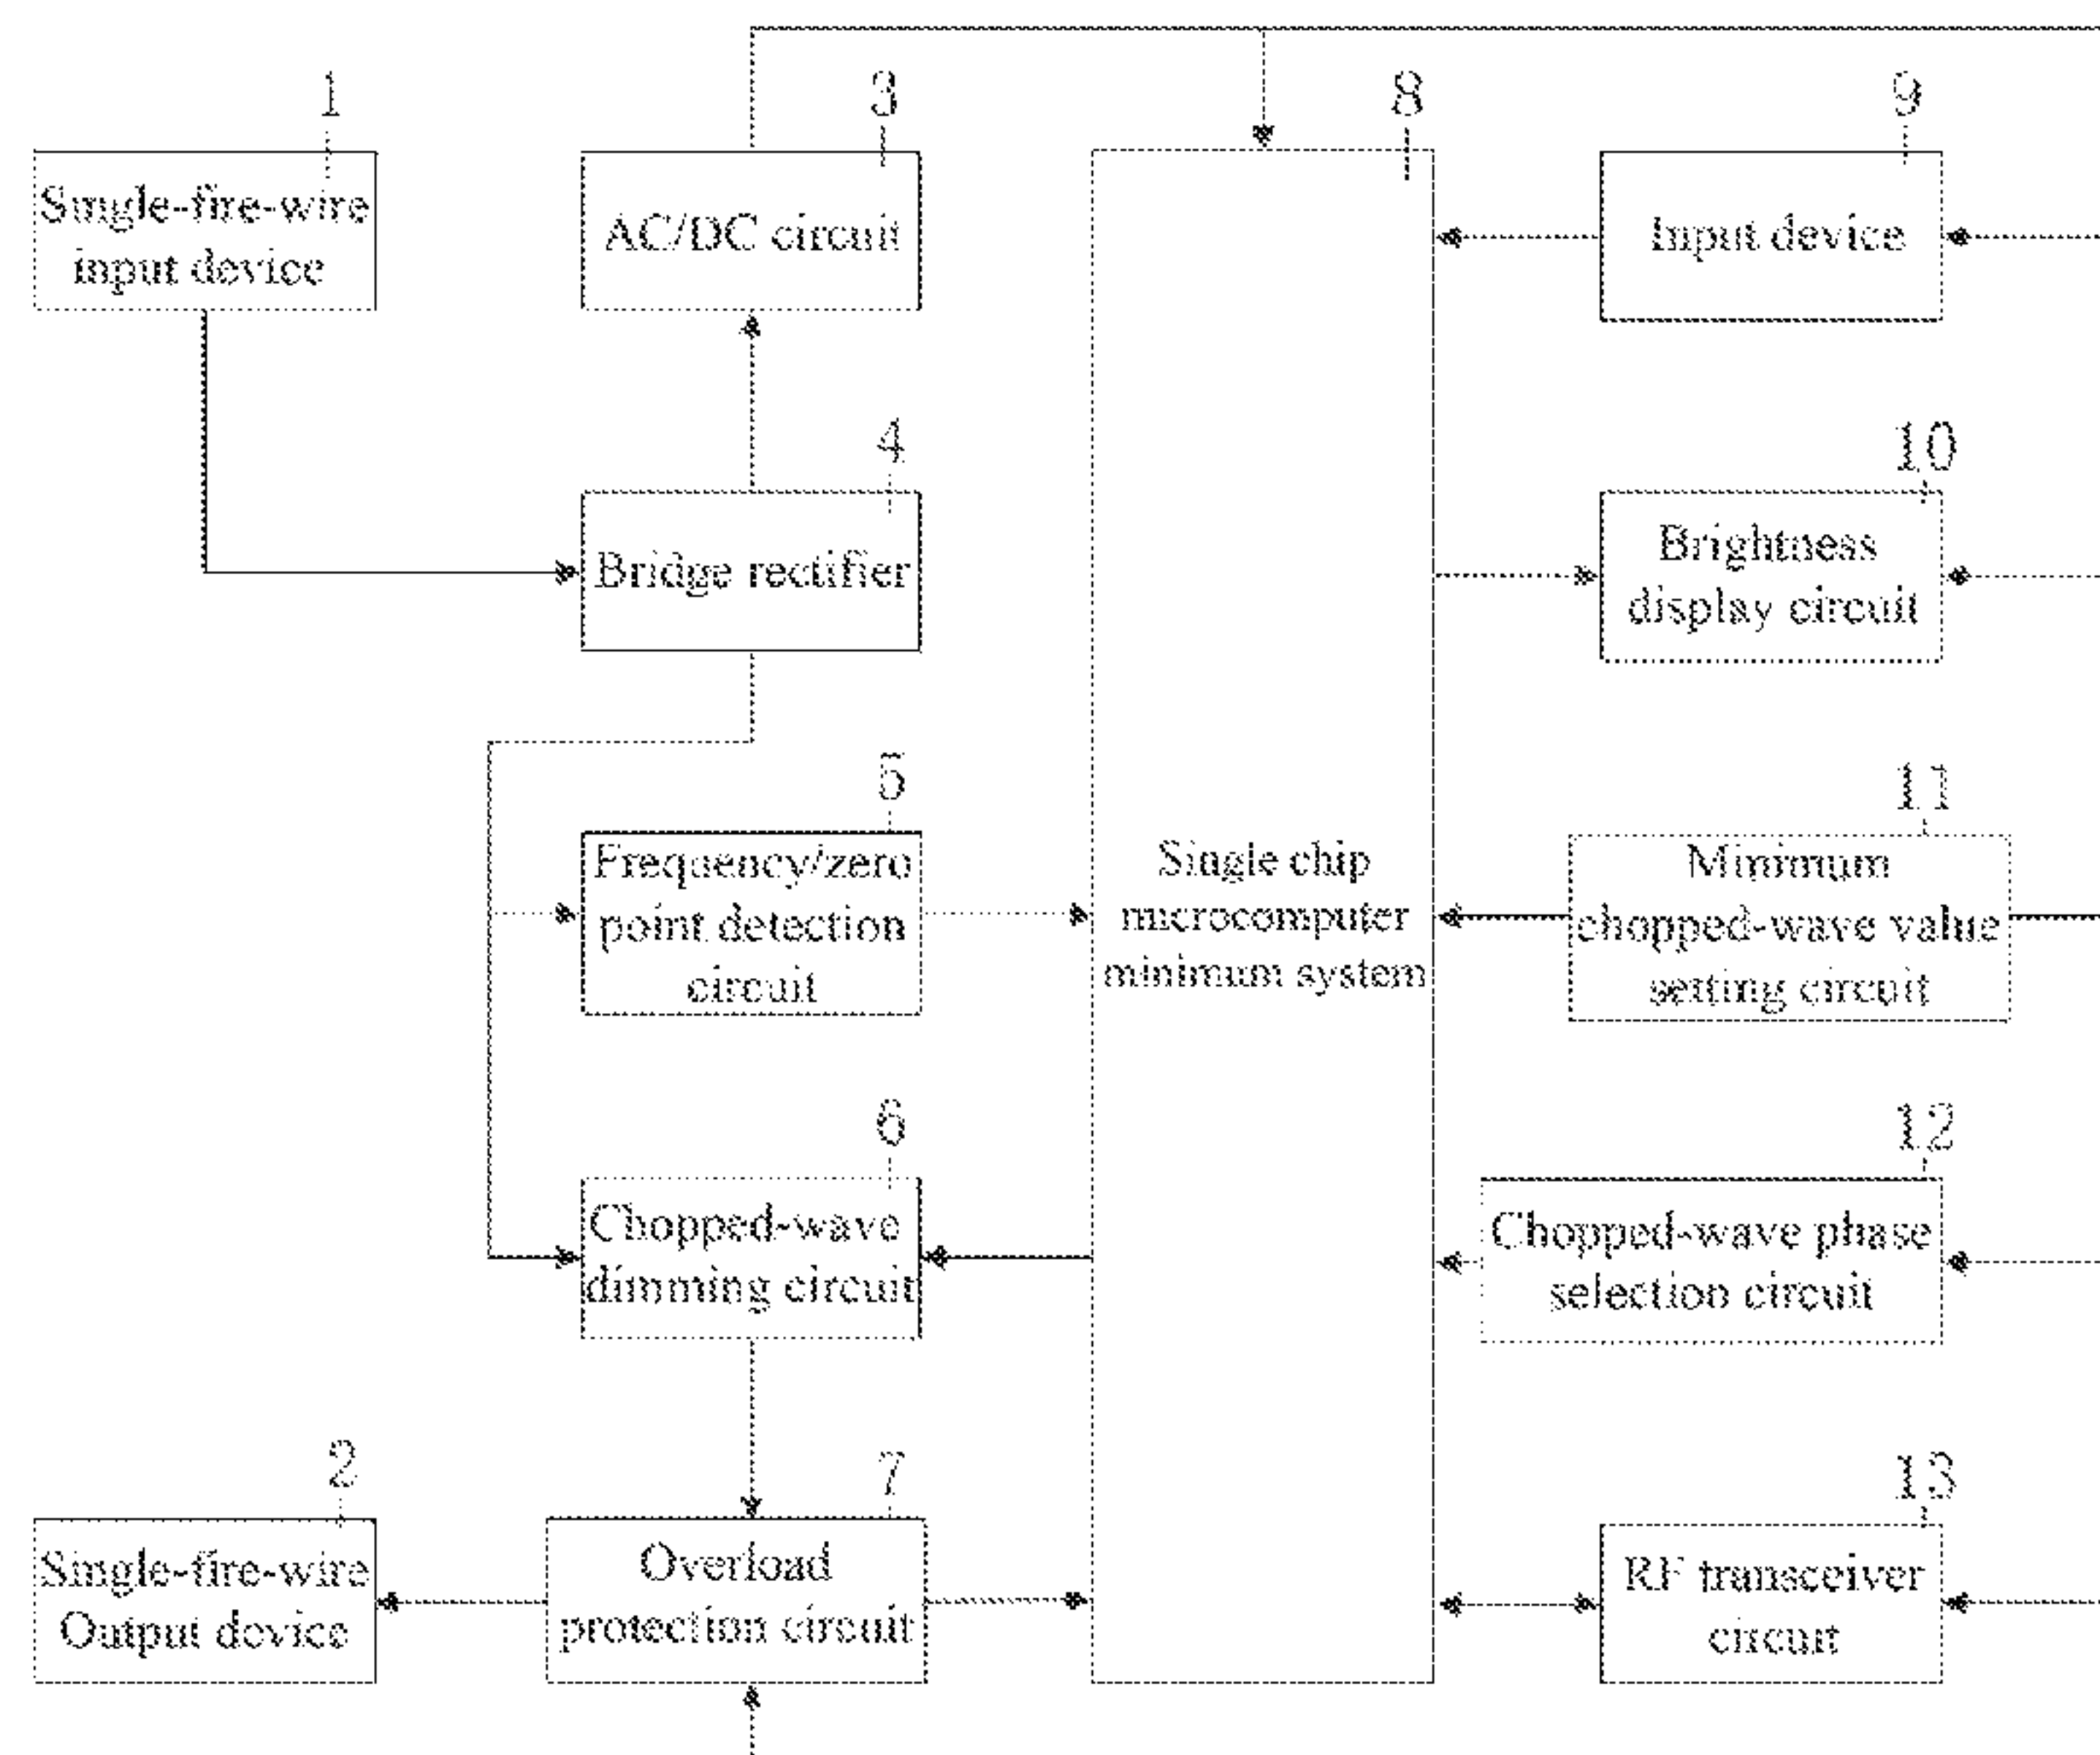 1
Single-fire-wire
input device
3
AC/DC circuit
8
9
Input device
4
Bridge rectifier
10
Brightness
display circuit
5
Frequency/zero
point detection
circuit
Single chip
microcomputer
minimum system
11
Minimum
chopped-wave value
setting circuit
6
Chopped-wave
dimming circuit
12
Chopped-wave phase
selection circuit
2
Single-fire-wire
Output device
7
Overload
protection circuit
13
RF transceiver
circuit